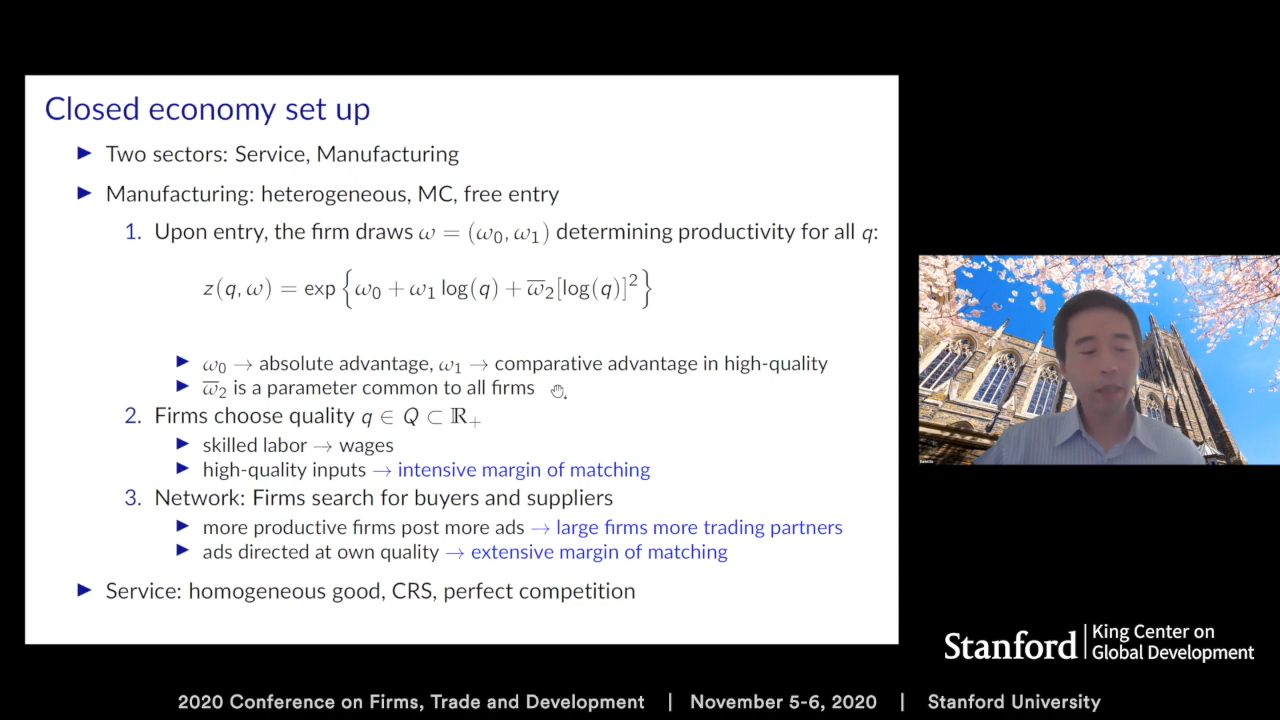 Closed economy set up
▶ Two sectors: Service, Manufacturing
▶ Manufacturing: heterogeneous, MC, free entry
1. Upon entry, the firm draws ω = (ω₀, ω₁) determining productivity for all q:
z(q, ω) = exp {ω₀ + ω₁ log(q) + ω̅₂[log(q)]²}
▶ ω₀ → absolute advantage, ω₁ → comparative advantage in high-quality
▶ ω̅₂ is a parameter common to all firms
2. Firms choose quality q ∈ Q ⊂ ℝ₊
▶ skilled labor → wages
▶ high-quality inputs → intensive margin of matching
3. Network: Firms search for buyers and suppliers
▶ more productive firms post more ads → large firms more trading partners
▶ ads directed at own quality → extensive margin of matching
▶ Service: homogeneous good, CRS, perfect competition
Stanford | King Center on
Global Development
2020 Conference on Firms, Trade and Development | November 5-6, 2020 | Stanford University